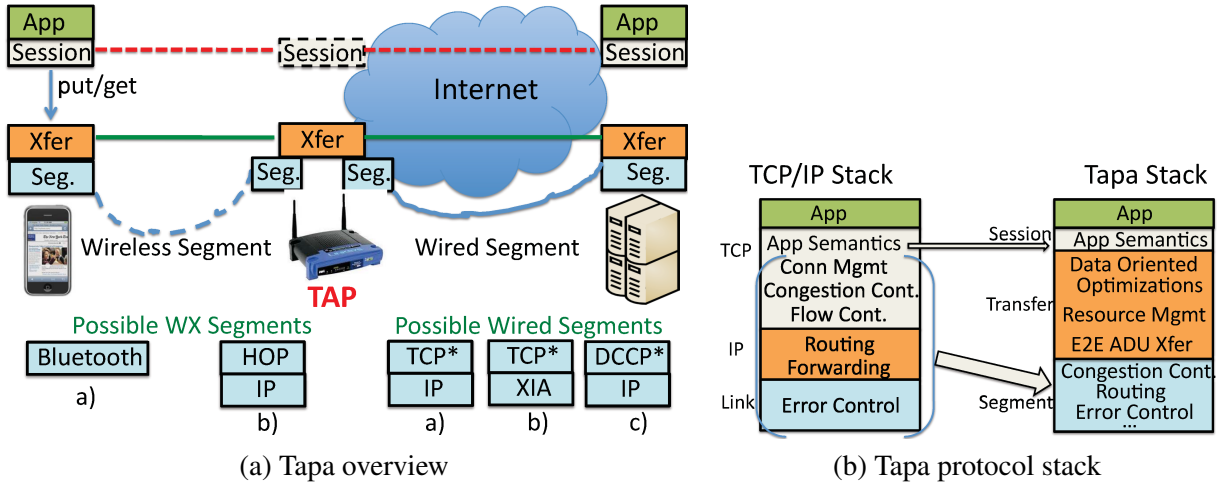 App
Session
Session
App
Session
put/get
Internet
Xfer
Seg.
Xfer
Seg.
Seg.
Xfer
Seg.
Wireless Segment
Wired Segment
TAP
Possible WX Segments
Possible Wired Segments
Bluetooth
a)
HOP
IP
b)
TCP*
IP
a)
TCP*
XIA
b)
DCCP*
IP
c)
(a) Tapa overview
TCP/IP Stack
TCP
IP
Link
App
App Semantics
Conn Mgmt
Congestion Cont.
Flow Cont.
Routing
Forwarding
Error Control
Tapa Stack
Session
Transfer
Segment
App
App Semantics
Data Oriented
Optimizations
Resource Mgmt
E2E ADU Xfer
Congestion Cont.
Routing
Error Control
...
(b) Tapa protocol stack